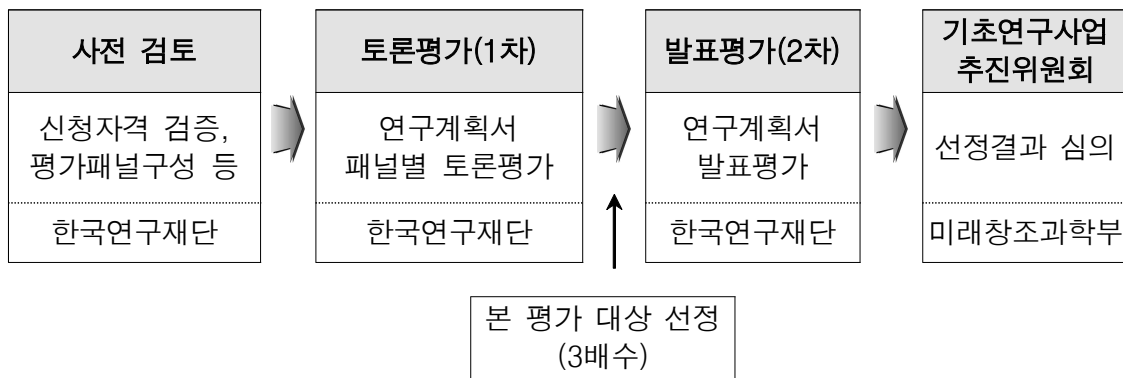 사전 검토
신청자격 검증,
평가패널구성 등
한국연구재단
토론평가(1차)
연구계획서
패널별 토론평가
한국연구재단
발표평가(2차)
연구계획서
발표평가
한국연구재단
기초연구사업
추진위원회
선정결과 심의
미래창조과학부
본 평가 대상 선정
(3배수)